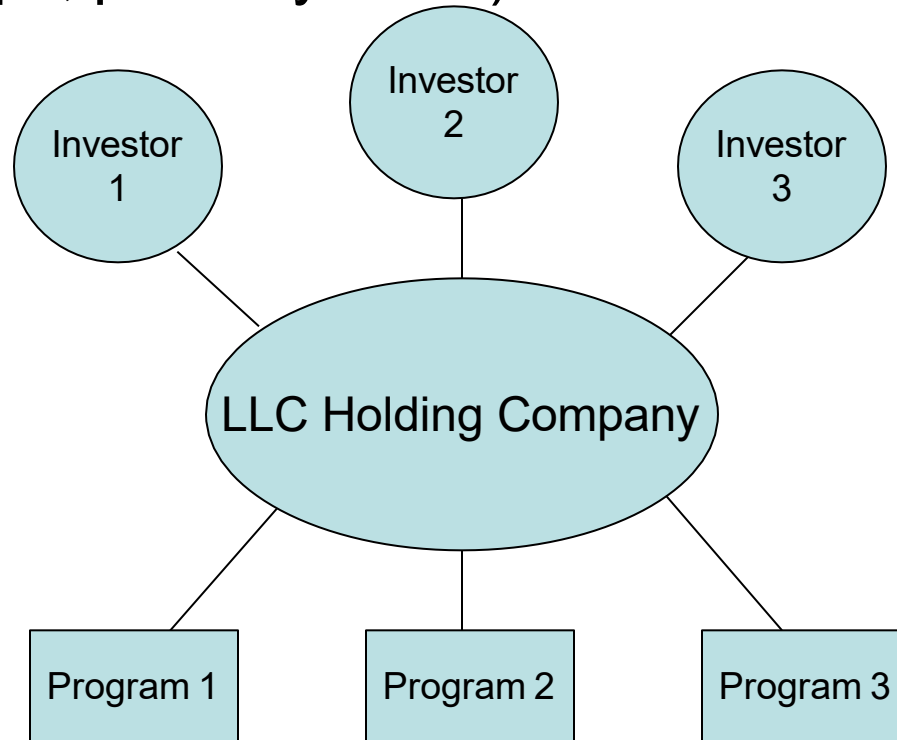 Investor
2
Investor
1
Investor
3
LLC Holding Company
Program 1
Program 2
Program 3